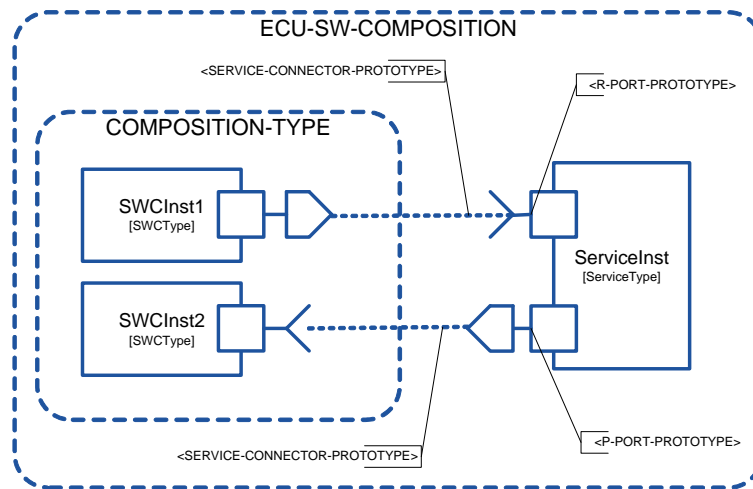 ECU-SW-COMPOSITION
<SERVICE-CONNECTOR-PROTOTYPE>
<R-PORT-PROTOTYPE>
COMPOSITION-TYPE
SWCInst1
[SWCType]
ServiceInst
[ServiceType]
SWCInst2
[SWCType]
<P-PORT-PROTOTYPE>
<SERVICE-CONNECTOR-PROTOTYPE>